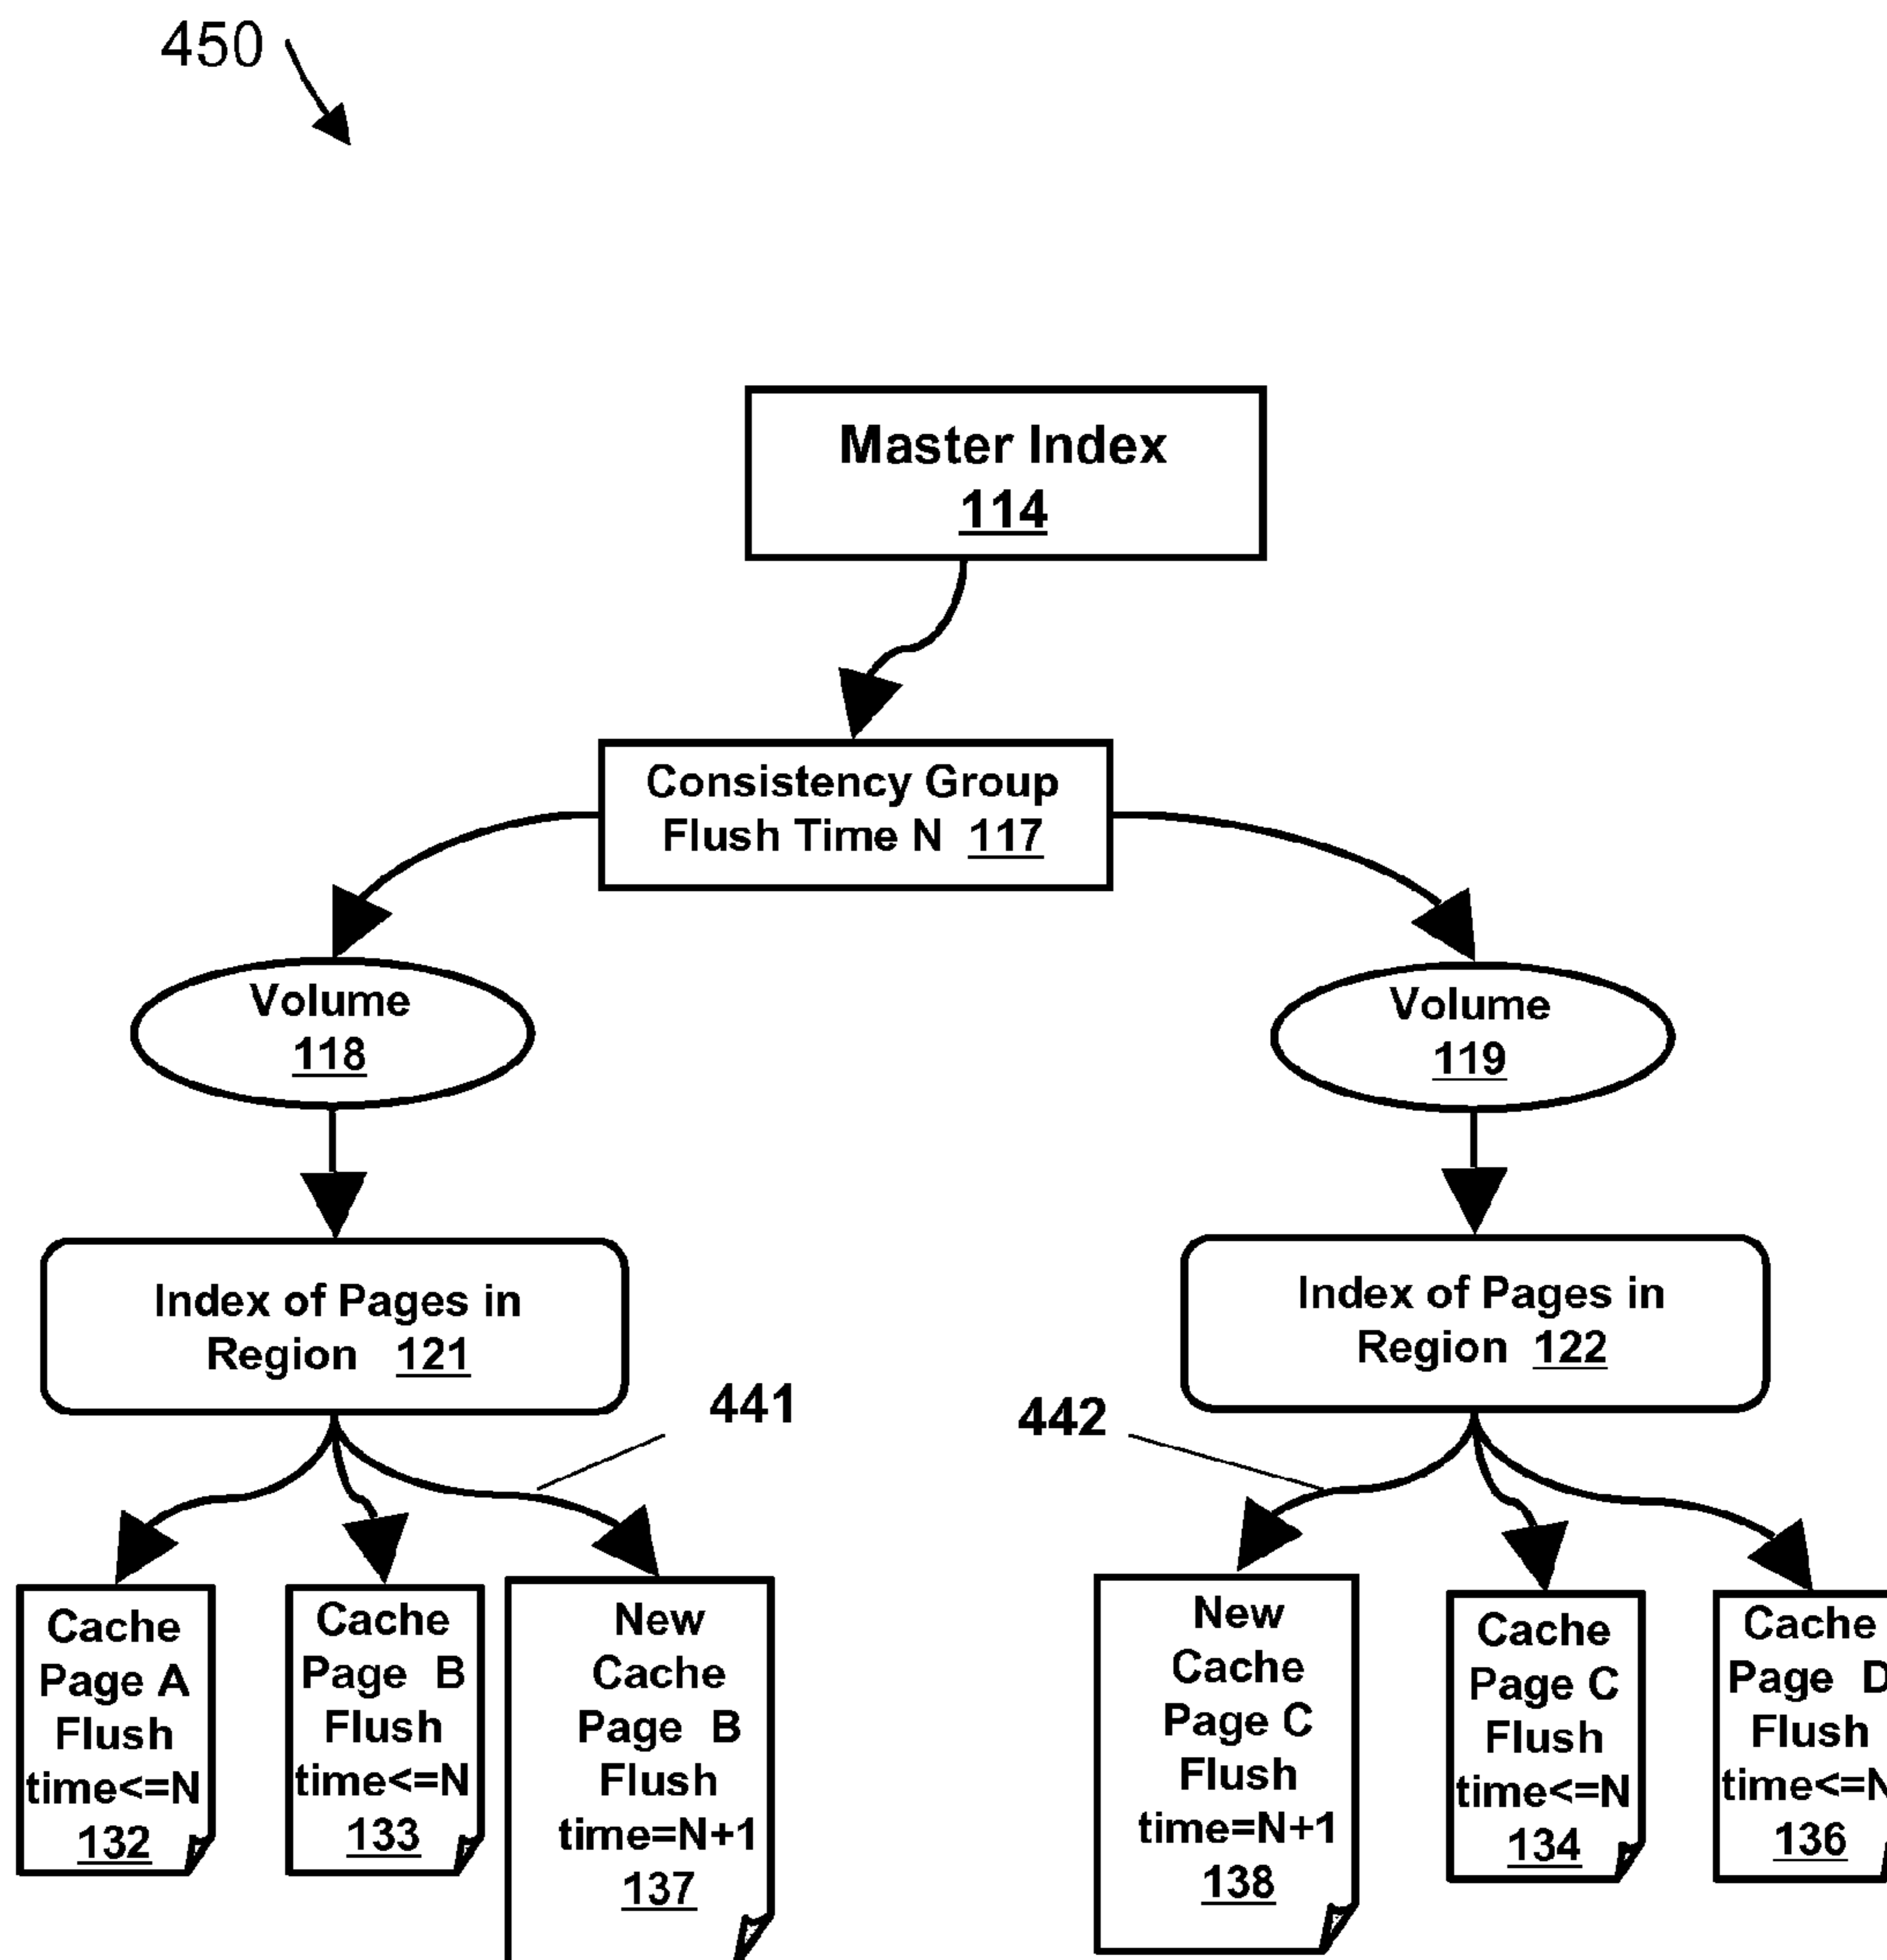 450
Master Index
114
Consistency Group
Flush Time N 117
Volume
118
Volume
119
Index of Pages in
Region 121
Index of Pages in
Region 122
441
442
Cache
Page A
Flush
time<=N
132
Cache
Page B
Flush
time<=N
133
New
Cache
Page B
Flush
time=N+1
137
New
Cache
Page C
Flush
time=N+1
138
Cache
Page C
Flush
time<=N
134
Cache
Page D
Flush
time<=N
136